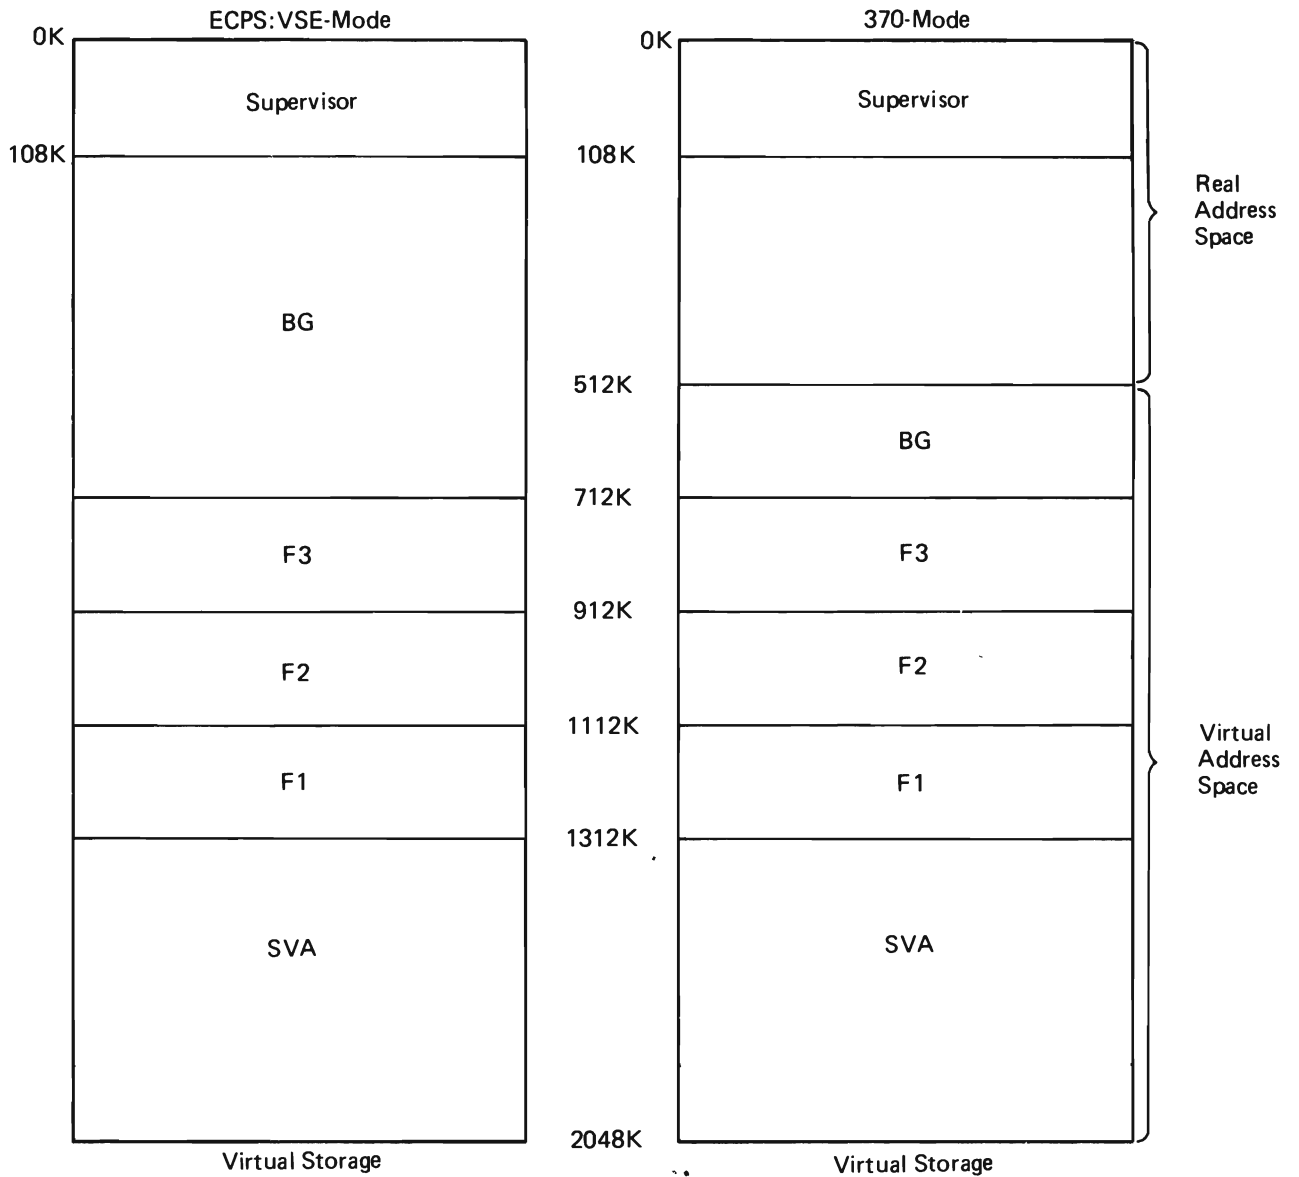 ECPS:VSE-Mode
370-Mode
0K
0K
Supervisor
Supervisor
108K
108K
Real
Address
Space
BG
512K
BG
712K
F3
F3
912K
F2
F2
1112K
Virtual
Address
Space
F1
F1
1312K
SVA
SVA
2048K
Virtual Storage
Virtual Storage